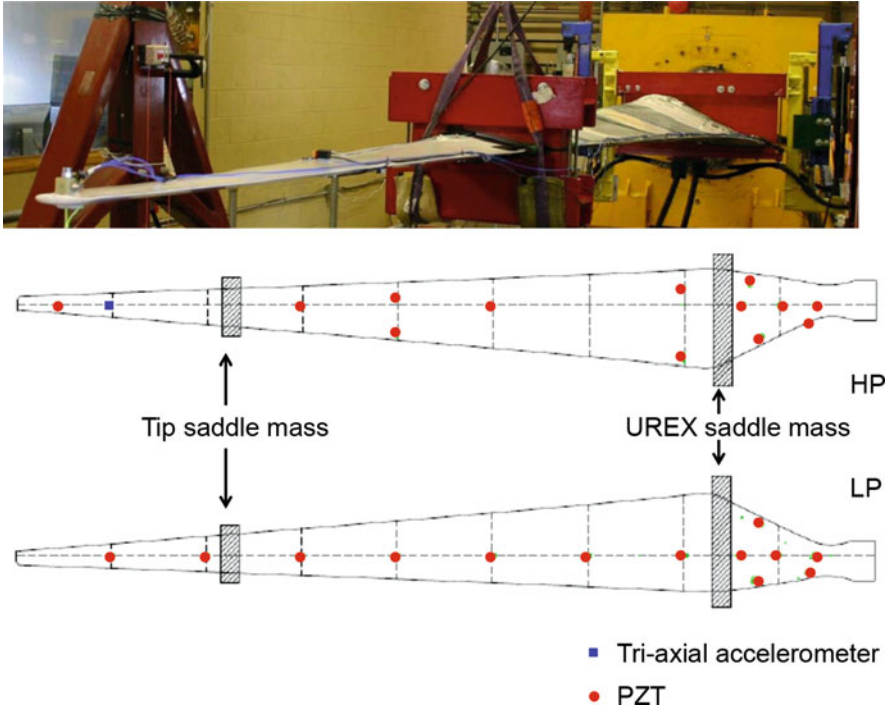 HP
Tip saddle mass
UREX saddle mass
LP
Tri-axial accelerometer
PZT